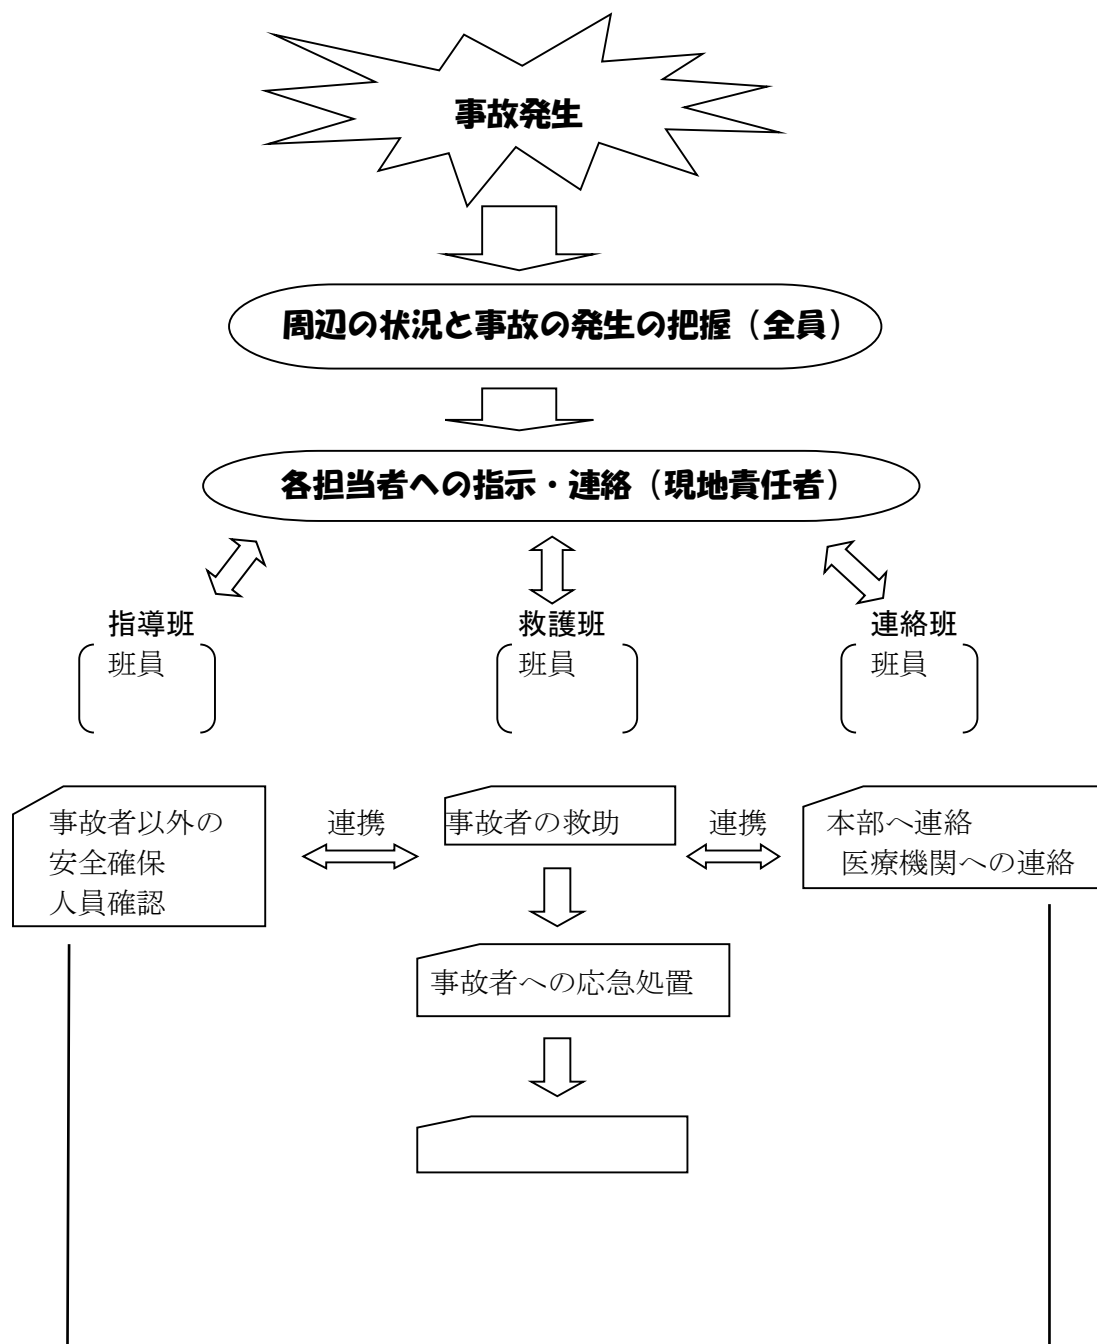 事故発生
周辺の状況と事故の発生の把握（全員）
各担当者への指示・連絡（現地責任者）
指導班
班員
救護班
班員
連絡班
班員
事故者以外の
安全確保
人員確認
連携
事故者の救助
連携
本部へ連絡
医療機関への連絡
事故者への応急処置